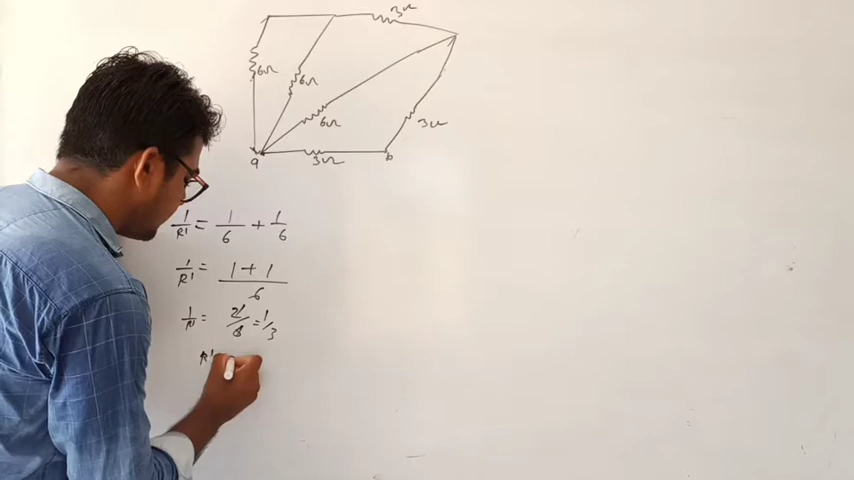 3Ω
6Ω
6Ω
6Ω
3Ω
a
3Ω
b
1/R' = 1/6 + 1/6
1/R' = (1 + 1)/6
1/R' = 2/6 = 1/3
R'